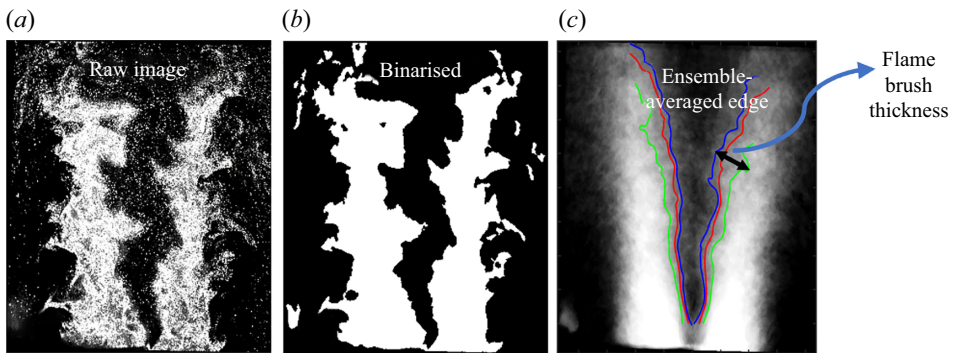 (a)
(b)
(c)
Raw image
Binarised
Ensemble-
averaged edge
Flame
brush
thickness